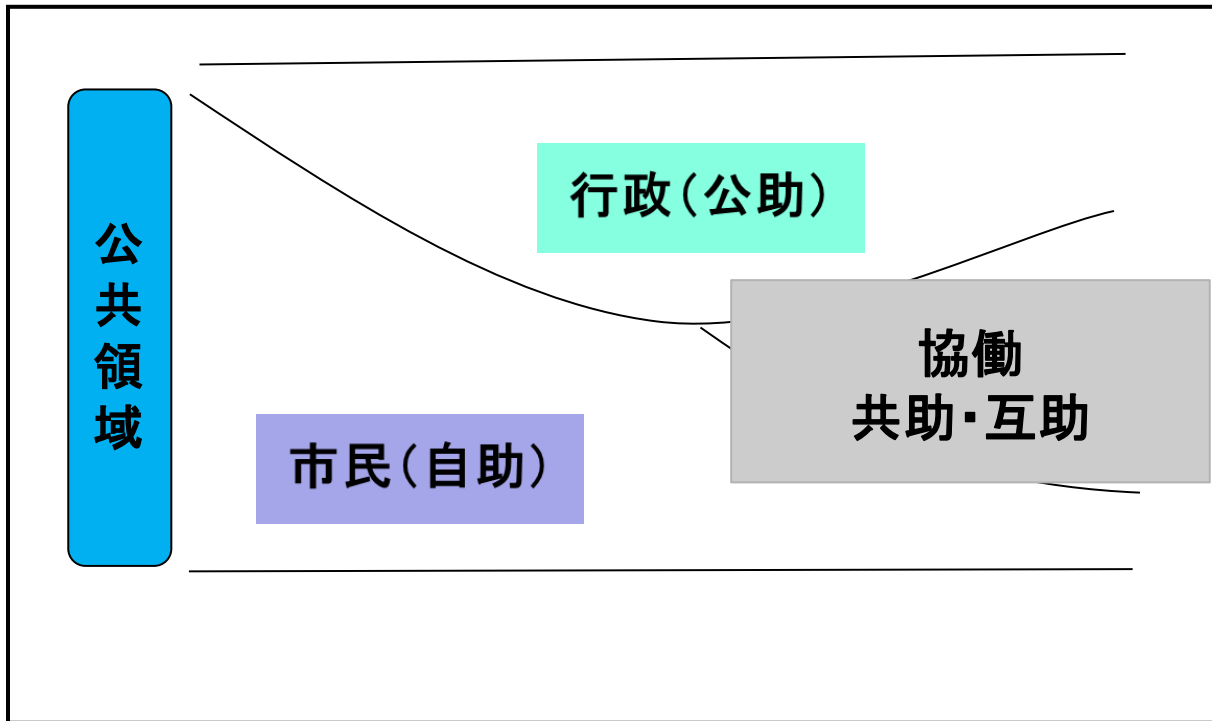 公共領域
行政(公助)
協働
共助・互助
市民(自助)